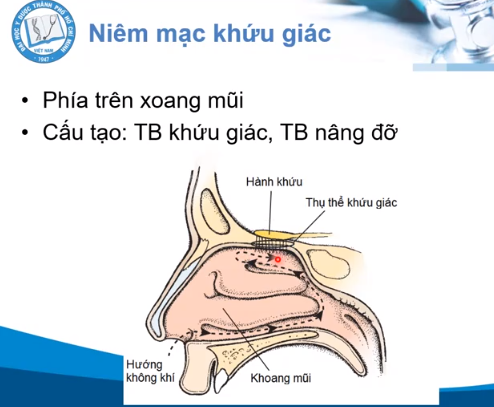 ĐẠI HỌC Y DƯỢC THÀNH PHỐ HỒ CHÍ MINH
VIỆT NAM
1947
Niêm mạc khứu giác
• Phía trên xoang mũi
• Cấu tạo: TB khứu giác, TB nâng đỡ
Hành khứu
Thụ thể khứu giác
Hướng
không khí
Khoang mũi